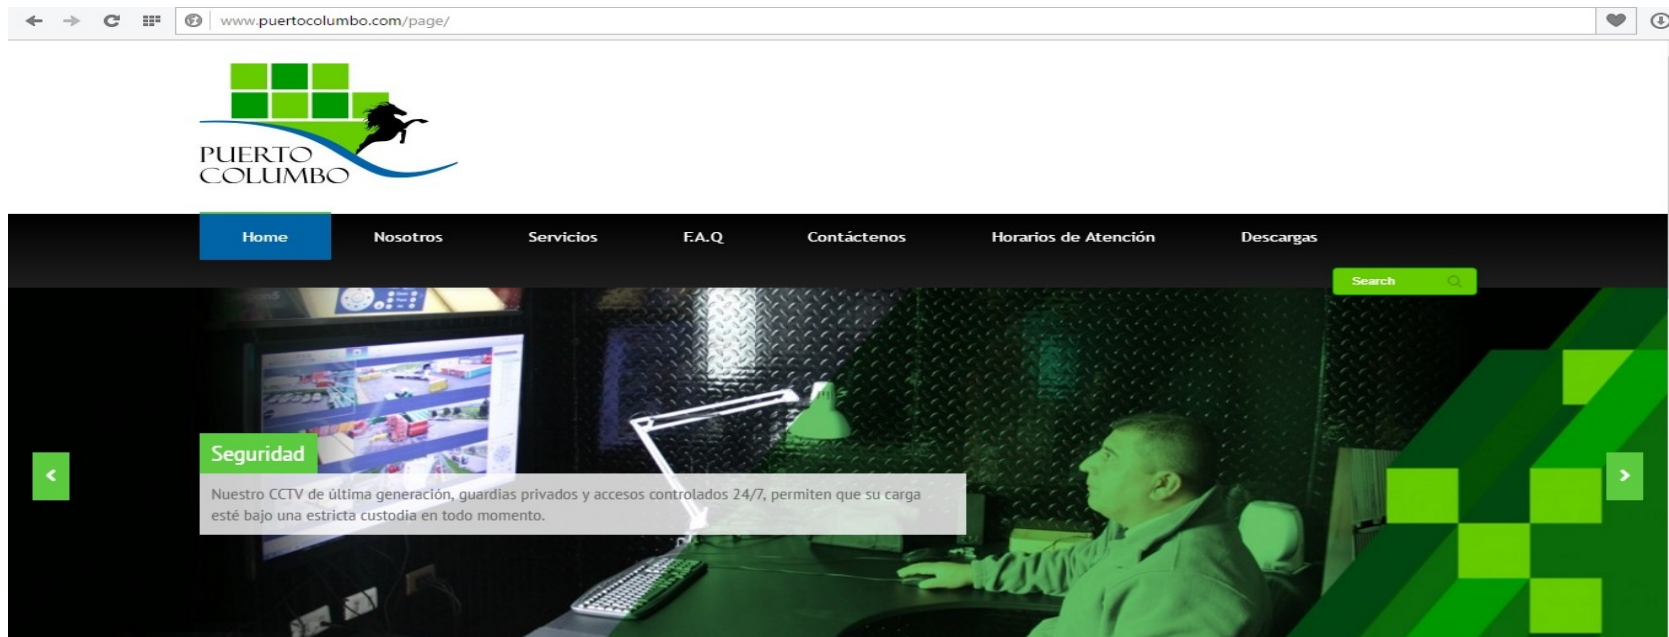 www.puertocolumbo.com/page/
PUERTO
COLUMBO
Home Nosotros Servicios F.A.Q Contáctenos Horarios de Atención Descargas
Search
Seguridad
Nuestro CCTV de última generación, guardias privados y accesos controlados 24/7, permiten que su carga
esté bajo una estricta custodia en todo momento.